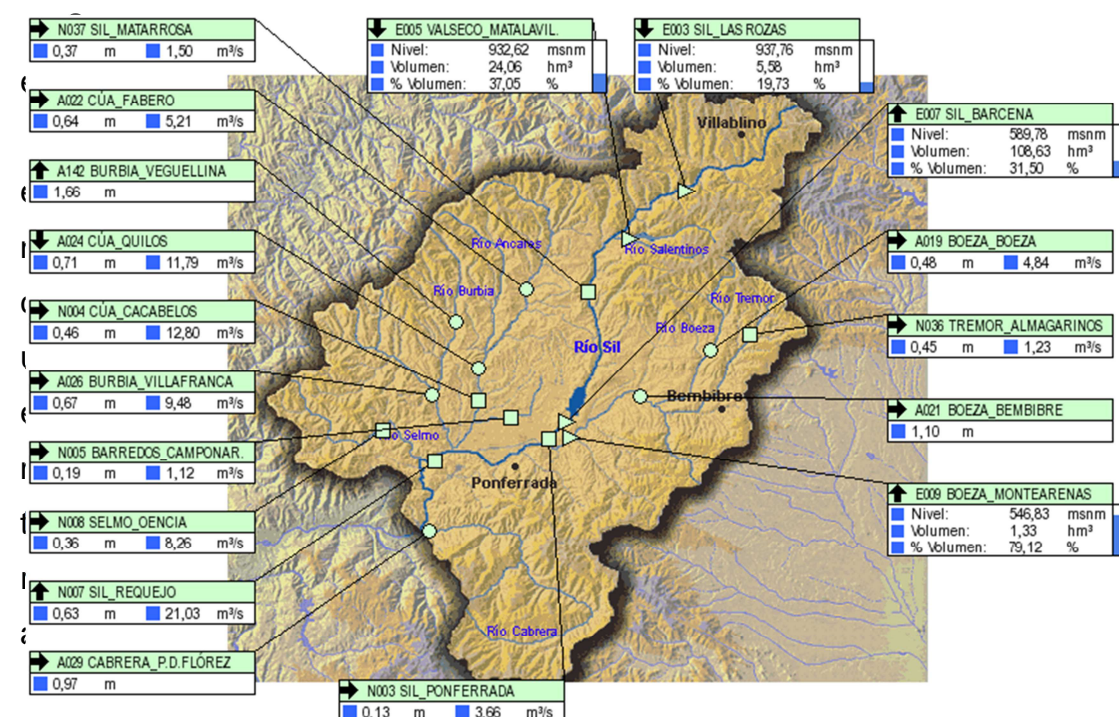 N037 SIL_MATARROSA
0,37 m 1,50 m³/s
A022 CÚA_FABERO
0,64 m 5,21 m³/s
A142 BURBIA_VEGUELLINA
1,66 m
A024 CÚA_QUILOS
0,71 m 11,79 m³/s
N004 CÚA_CACABELOS
0,46 m 12,80 m³/s
A026 BURBIA_VILLAFRANCA
0,67 m 9,48 m³/s
N005 BARREDOS_CAMPONAR.
0,19 m 1,12 m³/s
N008 SELMO_OENCIA
0,36 m 8,26 m³/s
N007 SIL_REQUEJO
0,63 m 21,03 m³/s
A029 CABRERA_P.D.FLÓREZ
0,97 m
E005 VALSECO_MATALAVIL.
Nivel: 932,62 msnm
Volumen: 24,06 hm³
% Volumen: 37,05 %
E003 SIL_LAS ROZAS
Nivel: 937,76 msnm
Volumen: 5,58 hm³
% Volumen: 19,73 %
E007 SIL_BARCENA
Nivel: 589,78 msnm
Volumen: 108,63 hm³
% Volumen: 31,50 %
A019 BOEZA_BOEZA
0,48 m 4,84 m³/s
N036 TREMOR_ALMAGARINOS
0,45 m 1,23 m³/s
A021 BOEZA_BEMBIBRE
1,10 m
E009 BOEZA_MONTEARENAS
Nivel: 546,83 msnm
Volumen: 1,33 hm³
% Volumen: 79,12 %
N003 SIL_PONFERRADA
0,13 m 3,66 m³/s
Villablino
Río Ancares
Río Salentinos
Río Burbia
Río Tremor
Río Boeza
Río Sil
Bembibre
Río Selmo
Ponferrada
Río Cabrera